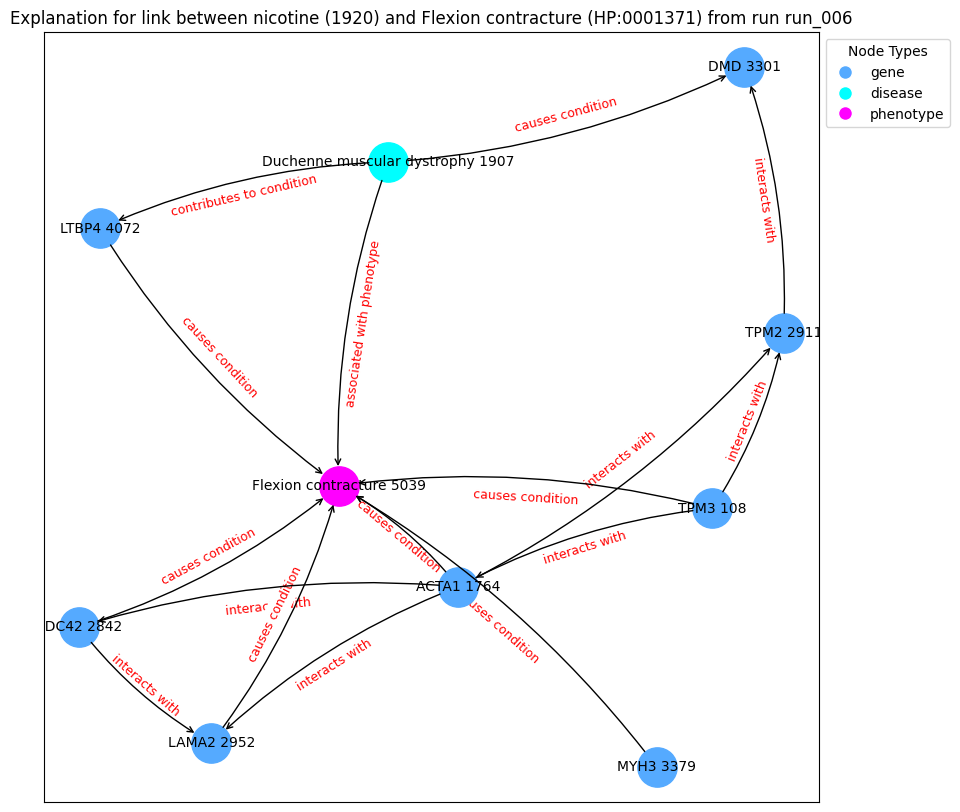 Explanation for link between nicotine (1920) and Flexion contracture (HP:0001371) from run run_006
Node Types
gene
disease
phenotype
DMD 3301
causes condition
Duchenne muscular dystrophy 1907
contributes to condition
LTBP4 4072
interacts with
associated with phenotype
TPM2 2911
causes condition
interacts with
interacts with
Flexion contracture 5039
causes condition
TPM3 108
causes condition
interacts with
causes condition
ACTA1 1764
DC42 2842
causes condition
causes condition
interacts with
interacts with
LAMA2 2952
MYH3 3379